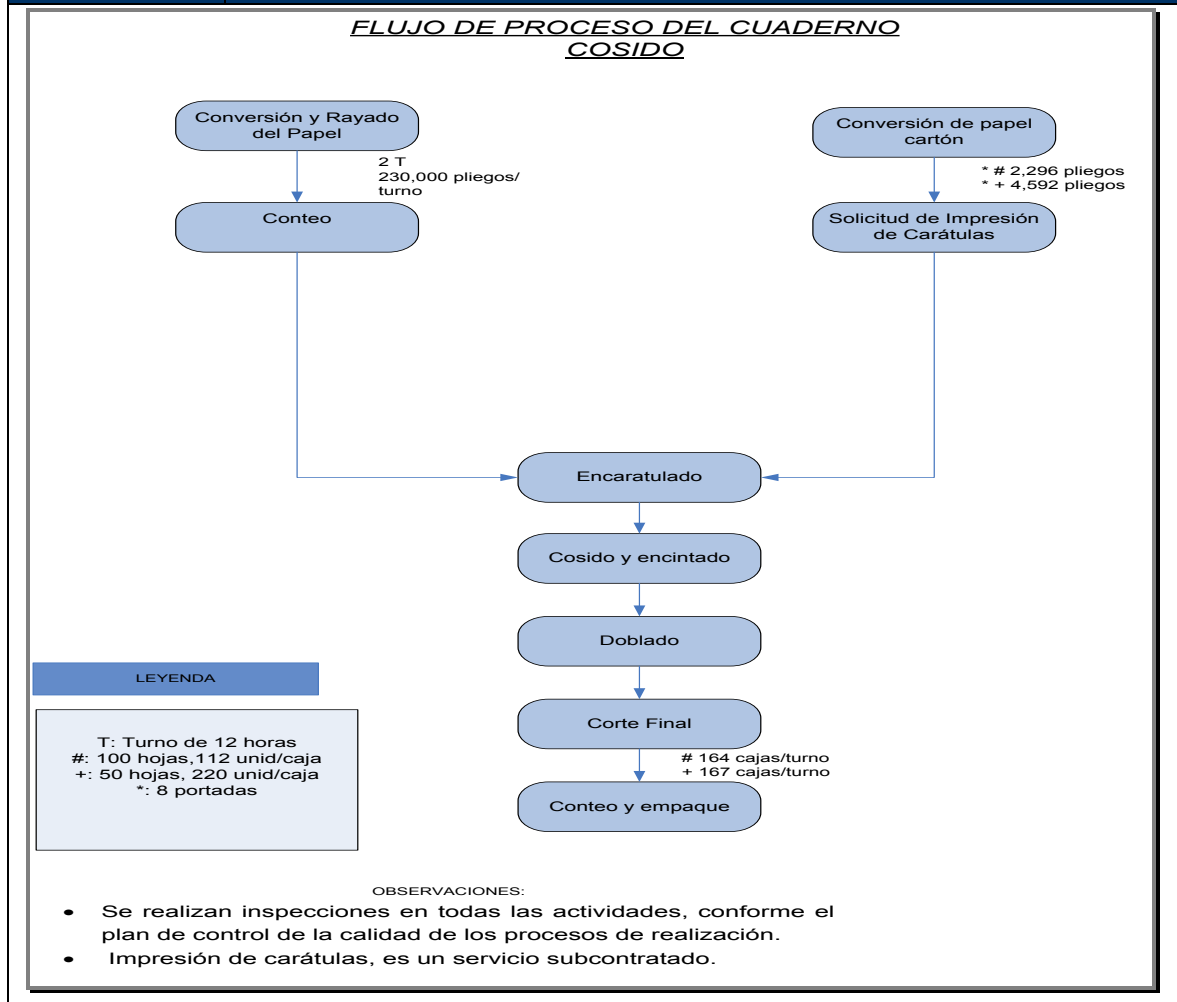 FLUJO DE PROCESO DEL CUADERNO
COSIDO
Conversión y Rayado
del Papel
2 T
230,000 pliegos/
turno
Conteo
Conversión de papel
cartón
* # 2,296 pliegos
* + 4,592 pliegos
Solicitud de Impresión
de Carátulas
Encaratulado
Cosido y encintado
Doblado
Corte Final
# 164 cajas/turno
+ 167 cajas/turno
Conteo y empaque
LEYENDA
T: Turno de 12 horas
#: 100 hojas,112 unid/caja
+: 50 hojas, 220 unid/caja
*: 8 portadas
OBSERVACIONES:
• Se realizan inspecciones en todas las actividades, conforme el
plan de control de la calidad de los procesos de realización.
• Impresión de carátulas, es un servicio subcontratado.